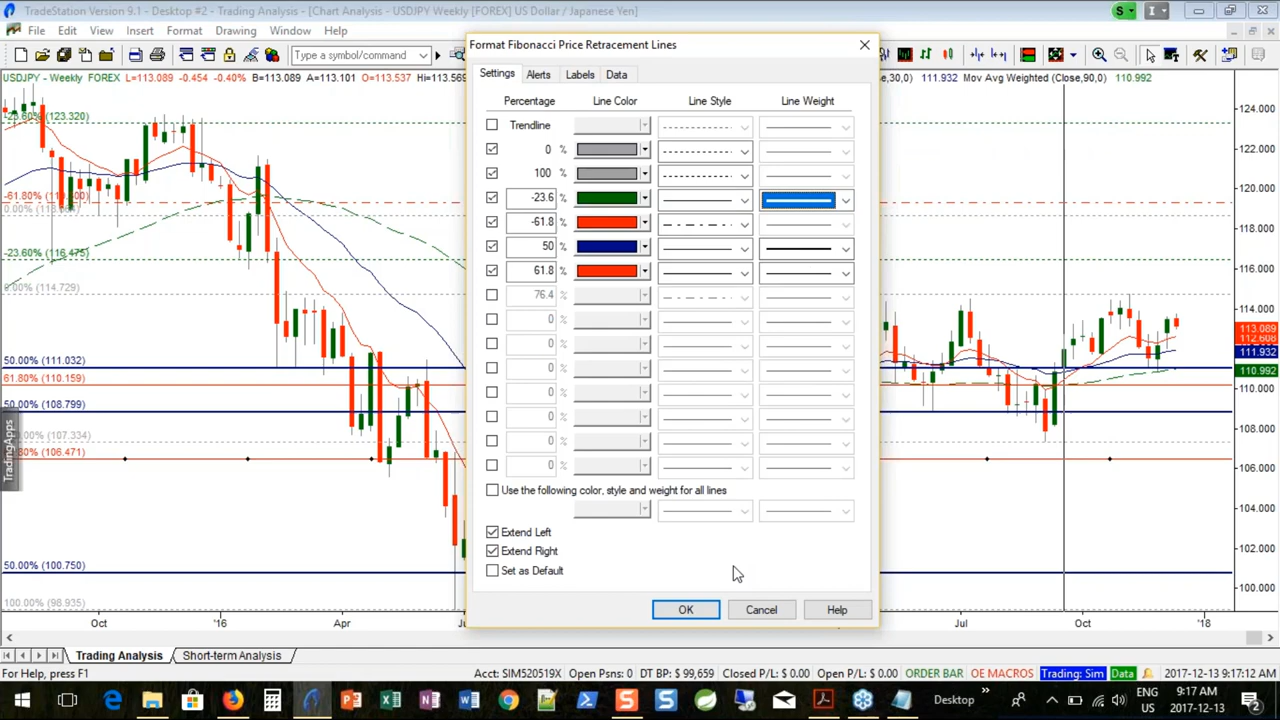 TradeStation Version 9.1 - Desktop #2 - Trading Analysis - [Chart Analysis - USDJPY Weekly [FOREX] US Dollar / Japanese Yen]
File Edit View Insert Format Drawing Window Help
Type a symbol/command
USDJPY - Weekly FOREX L=113.089 -0.454 -0.40% B=113.089 A=113.101 O=113.537 Hi=113.569
,30,0) 111.932 Mov Avg Weighted (Close,90,0) 110.992
Format Fibonacci Price Retracement Lines
Settings Alerts Labels Data
Percentage Line Color Line Style Line Weight
Trendline
0 %
100 %
-23.6 %
-61.8 %
50 %
61.8 %
76.4 %
0 %
0 %
0 %
0 %
0 %
0 %
0 %
Use the following color, style and weight for all lines
Extend Left
Extend Right
Set as Default
OK Cancel Help
-23.60% (123.320)
0.00%
-23.60% (116.475)
0.00% (114.729)
50.00% (111.032)
61.80% (110.159)
50.00% (108.799)
(107.334)
(106.471)
50.00% (100.750)
100.00% (98.935)
124.000
122.000
120.000
118.000
116.000
114.000
113.089
112.608
111.932
110.992
110.000
108.000
106.000
104.000
102.000
100.000
Oct '16 Apr Jul Oct '18
TradingApps
Trading Analysis Short-term Analysis
For Help, press F1 Acct: SIM520519X Open Pns: 0 DT BP: $ 99,659 Closed P/L: $ 0.00 Open P/L: $ 0.00 ORDER BAR OE MACROS Trading: Sim Data 2017-12-13 9:17:12 AM
Desktop ENG US 9:17 AM 2017-12-13